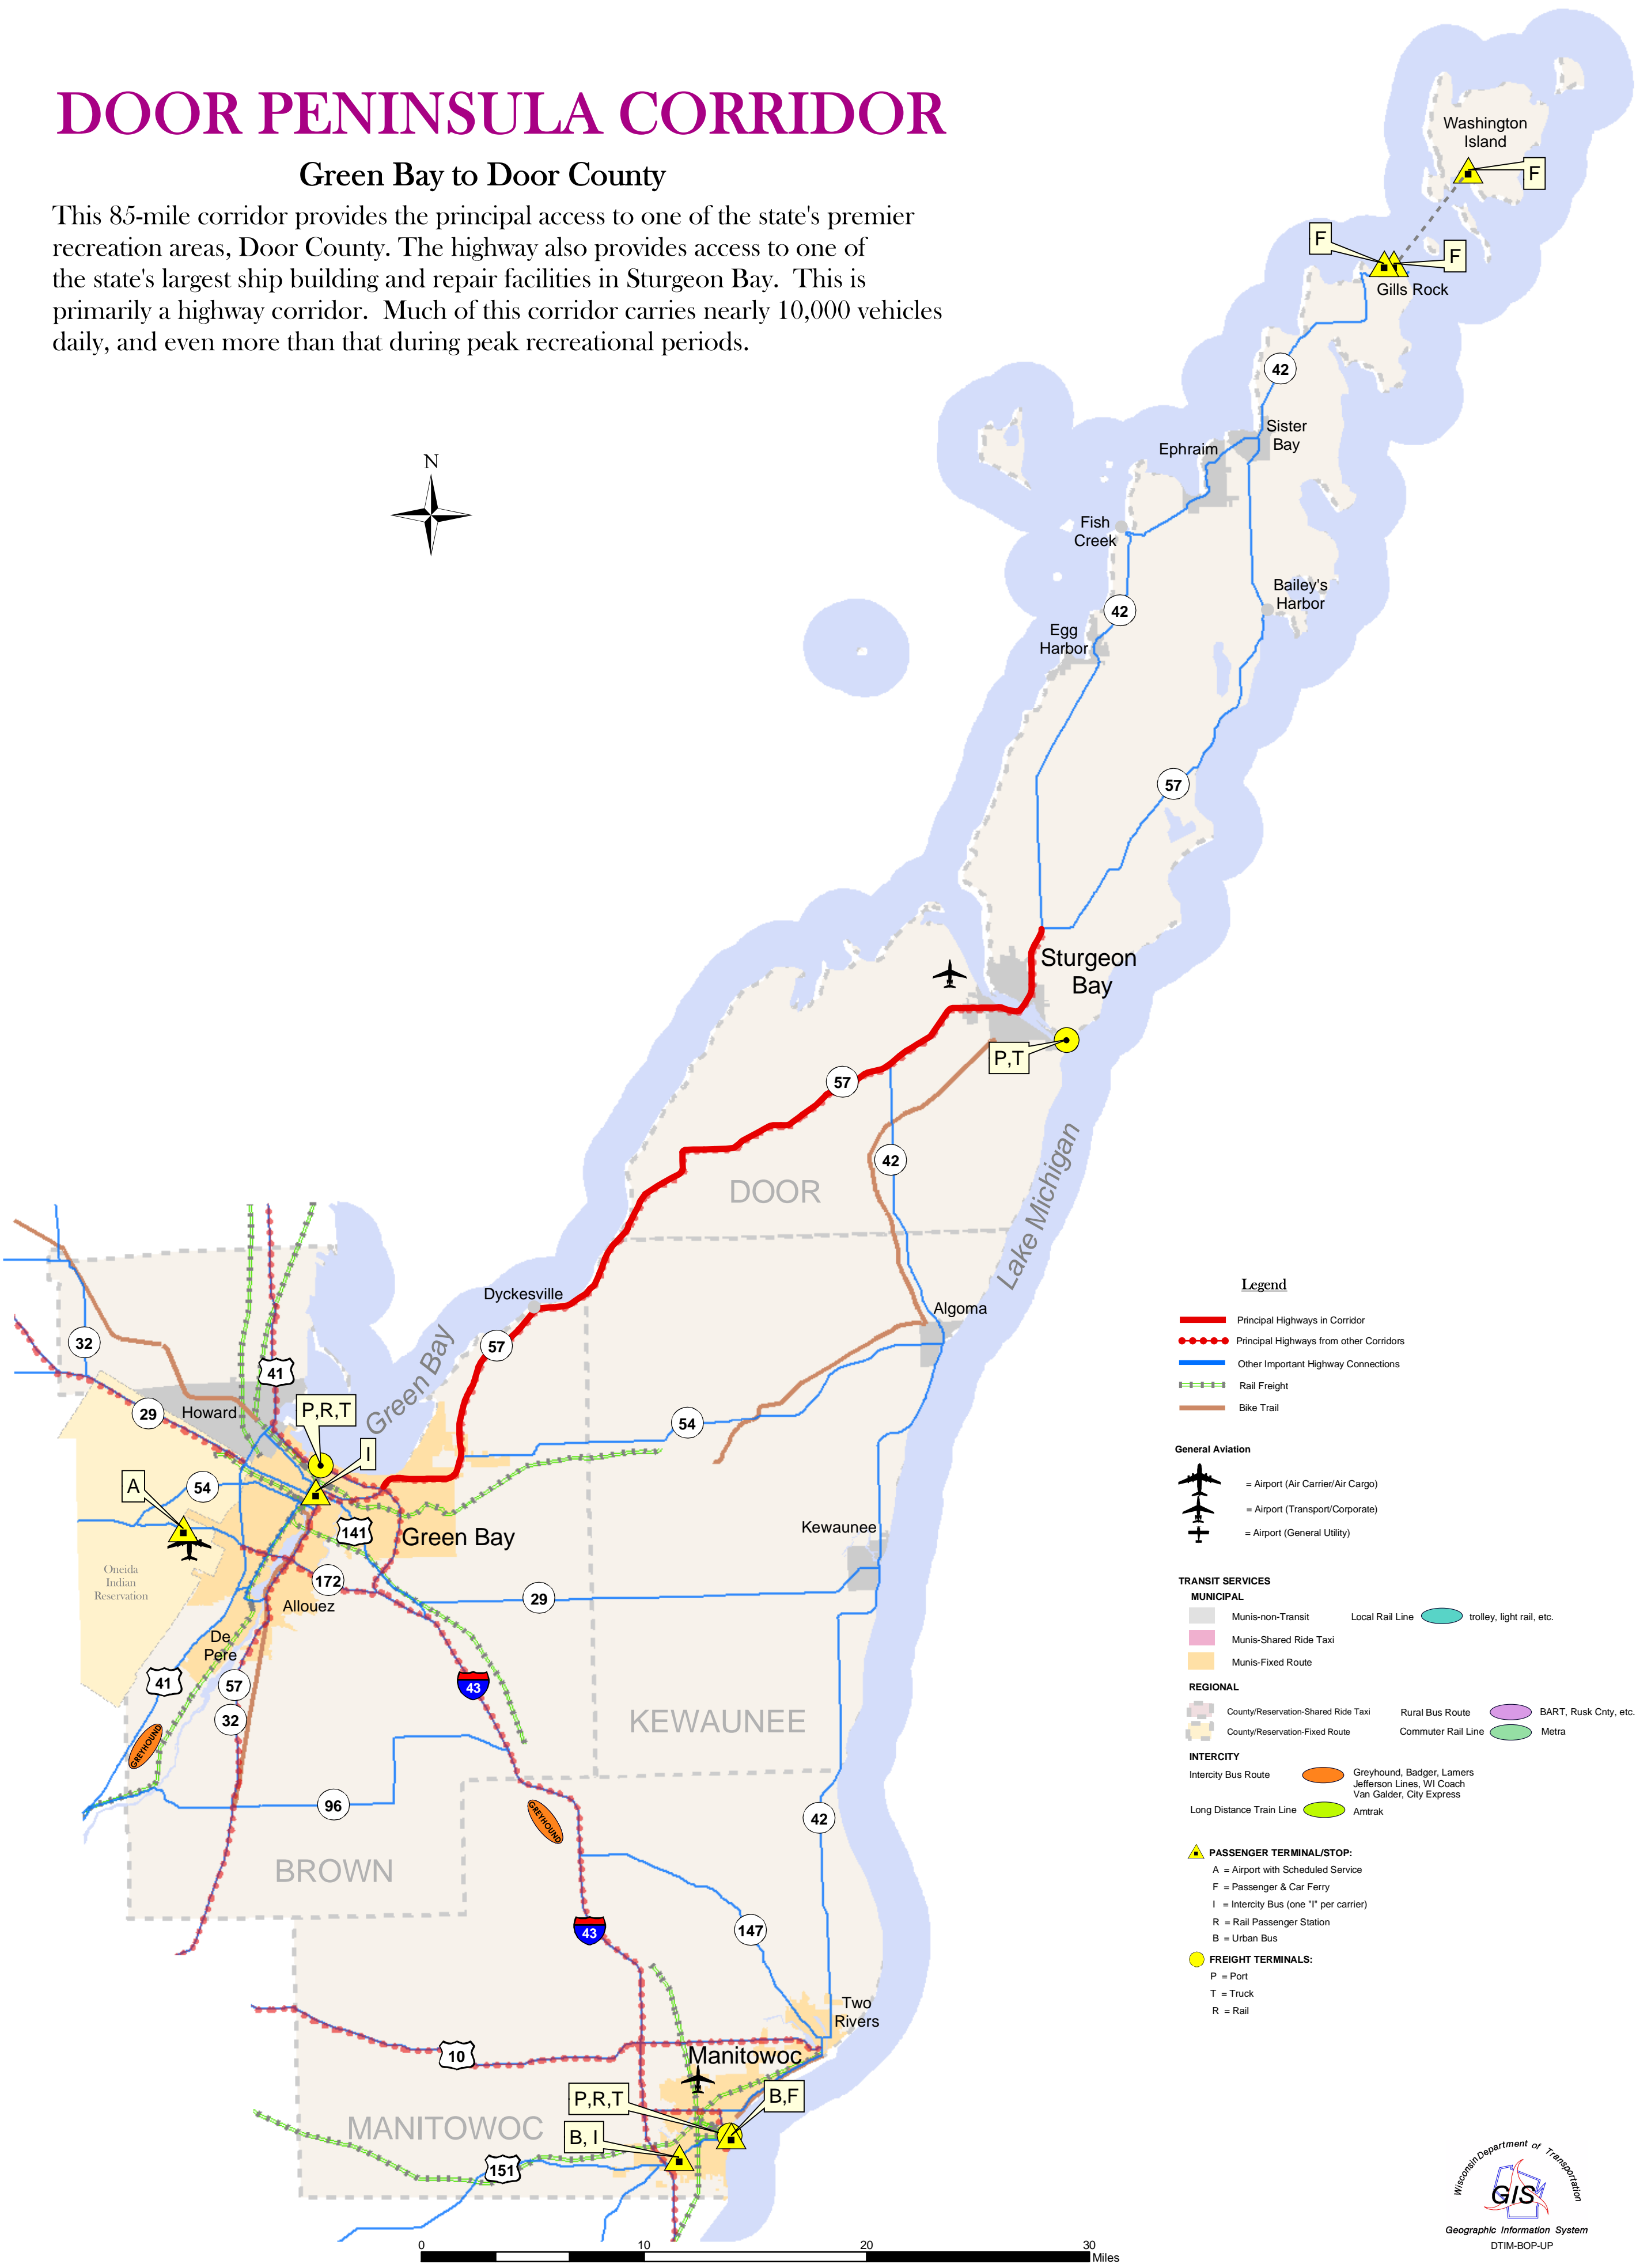 DOOR PENINSULA CORRIDOR
Green Bay to Door County
This 85-mile corridor provides the principal access to one of the state's premier
recreation areas, Door County. The highway also provides access to one of
the state's largest ship building and repair facilities in Sturgeon Bay. This is
primarily a highway corridor. Much of this corridor carries nearly 10,000 vehicles
daily, and even more than that during peak recreational periods.
N
Washington
Island
F
F
F
Gills Rock
42
Sister
Bay
Ephraim
Fish
Creek
Bailey's
Harbor
42
Egg
Harbor
57
Sturgeon
Bay
P,T
57
42
DOOR
Lake Michigan
Dyckesville
Algoma
57
Green Bay
32
41
29
Howard
P,R,T
I
54
A
54
141
Green Bay
Kewaunee
Oneida
Indian
Reservation
172
29
Allouez
De
Pere
41
57
43
32
KEWAUNEE
GREYHOUND
96
GREYHOUND
42
BROWN
43
147
Two
Rivers
10
Manitowoc
P,R,T
B,F
MANITOWOC
B, I
151
0
10
20
30
Miles
Legend
Principal Highways in Corridor
Principal Highways from other Corridors
Other Important Highway Connections
Rail Freight
Bike Trail
General Aviation
= Airport (Air Carrier/Air Cargo)
= Airport (Transport/Corporate)
= Airport (General Utility)
TRANSIT SERVICES
MUNICIPAL
Munis-non-Transit
Local Rail Line
trolley, light rail, etc.
Munis-Shared Ride Taxi
Munis-Fixed Route
REGIONAL
County/Reservation-Shared Ride Taxi
Rural Bus Route
BART, Rusk Cnty, etc.
County/Reservation-Fixed Route
Commuter Rail Line
Metra
INTERCITY
Intercity Bus Route
Greyhound, Badger, Lamers
Jefferson Lines, WI Coach
Van Galder, City Express
Long Distance Train Line
Amtrak
PASSENGER TERMINAL/STOP:
A = Airport with Scheduled Service
F = Passenger & Car Ferry
I = Intercity Bus (one "I" per carrier)
R = Rail Passenger Station
B = Urban Bus
FREIGHT TERMINALS:
P = Port
T = Truck
R = Rail
Wisconsin Department of Transportation
GIS
Geographic Information System
DTIM-BOP-UP